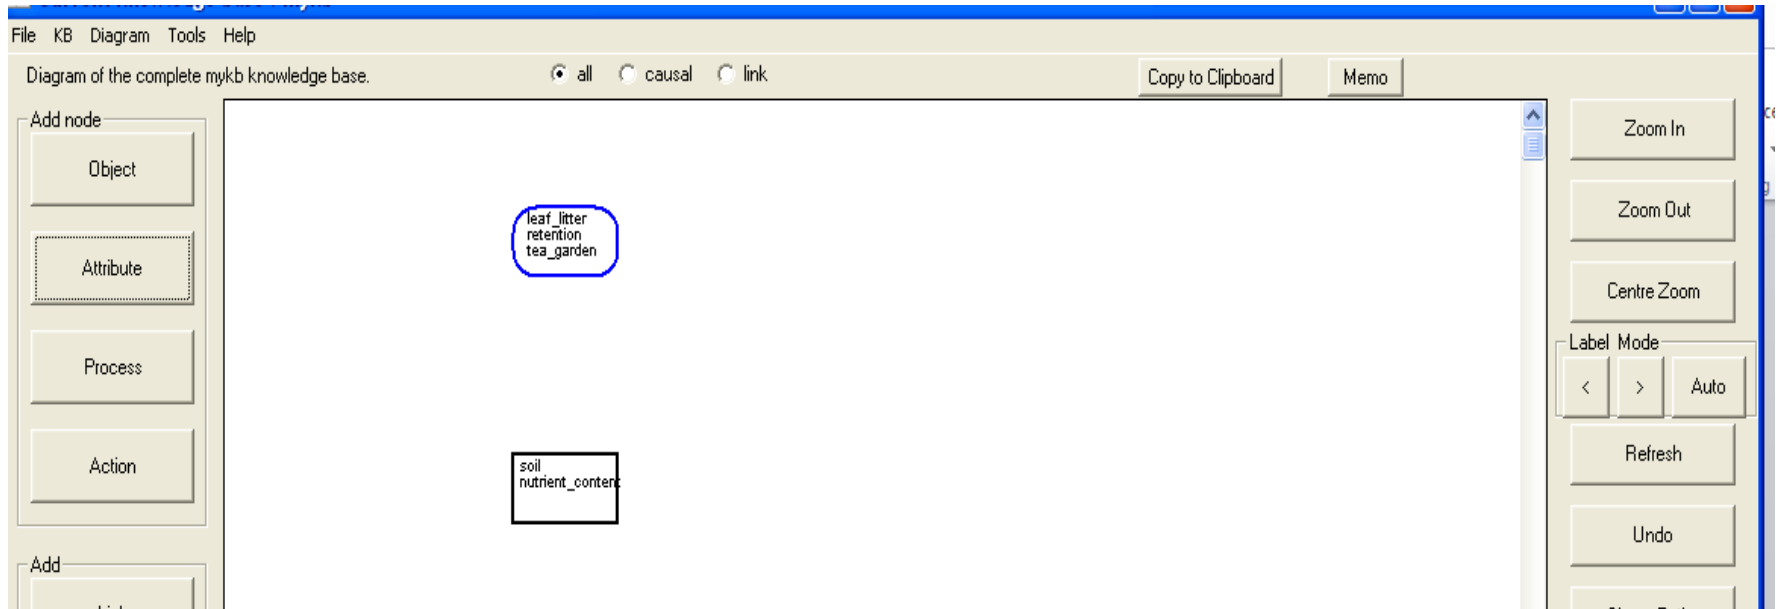 File KB Diagram Tools Help
Diagram of the complete mykb knowledge base.
all causal link
Copy to Clipboard
Memo
Add node
Object
Attribute
Process
Action
Add
leaf_litter
retention
tea_garden
soil
nutrient_content
Zoom In
Zoom Out
Centre Zoom
Label Mode
< > Auto
Refresh
Undo